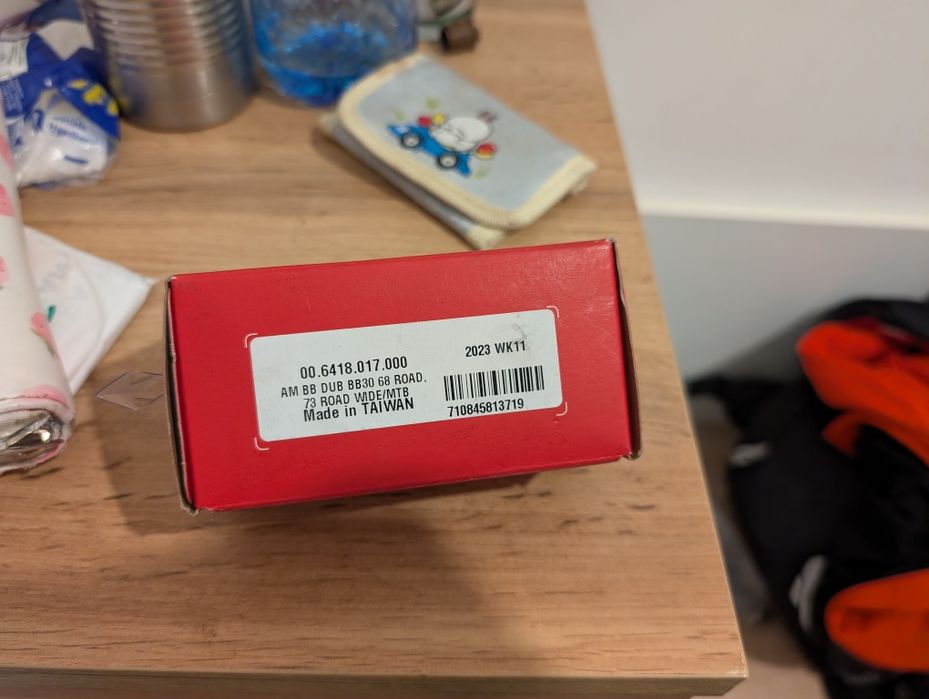 00.6418.017.000
AM BB DUB BB30 68 ROAD,
73 ROAD WIDE/MTB
Made in TAIWAN
2023 WK11
710845813719